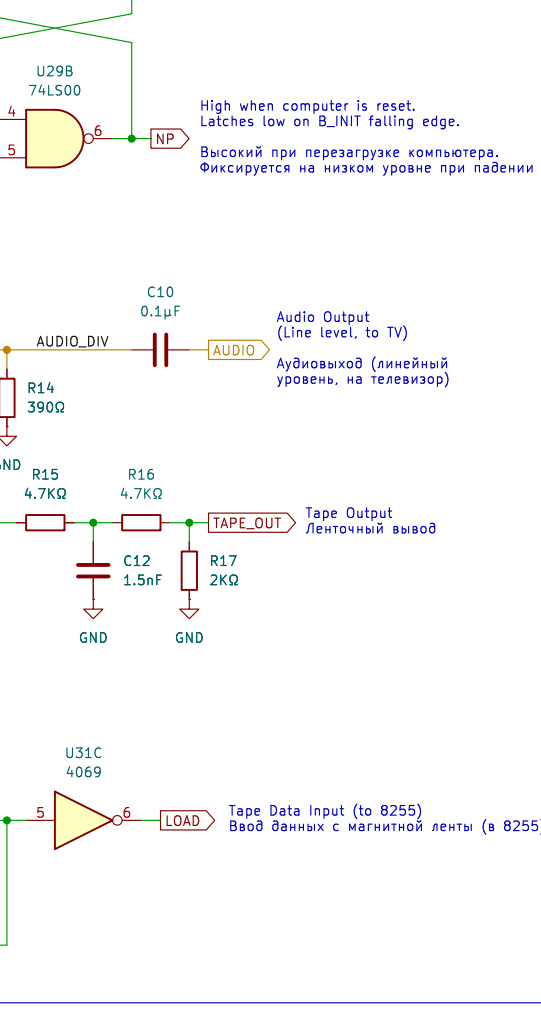 U29B
74LS00
4
5
6
NP
High when computer is reset.
Latches low on B_INIT falling edge.
Высокий при перезагрузке компьютера.
Фиксируется на низком уровне при падении
C10
0.1µF
AUDIO_DIV
AUDIO
Audio Output
(Line level, to TV)
Аудиовыход (линейный
уровень, на телевизор)
R14
390Ω
GND
R15
4.7KΩ
R16
4.7KΩ
TAPE_OUT
Tape Output
Ленточный вывод
C12
1.5nF
R17
2KΩ
GND
GND
U31C
4069
5
6
LOAD
Tape Data Input (to 8255)
Ввод данных с магнитной ленты (в 8255)